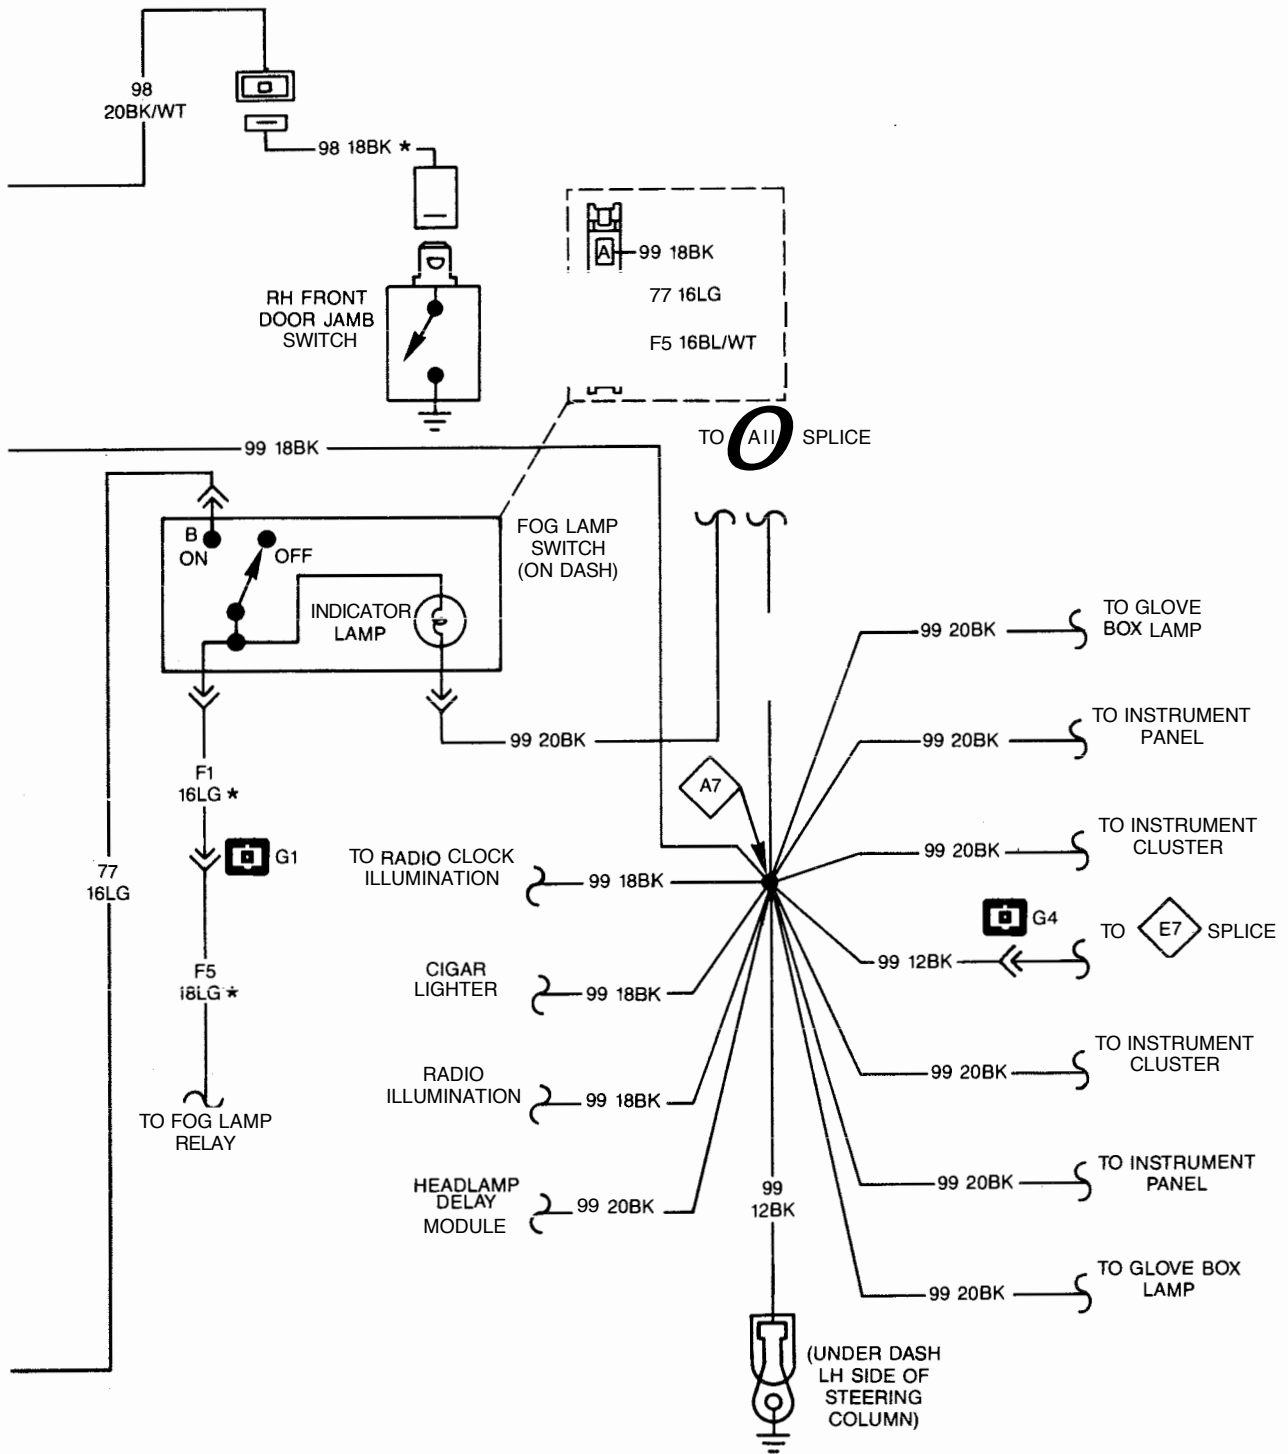 98
20BK/WT
98 18BK *
RH FRONT
DOOR JAMB
SWITCH
A
99 18BK
77 16LG
F5 16BL/WT
TO A11 SPLICE
99 18BK
B
ON
OFF
INDICATOR
LAMP
FOG LAMP
SWITCH
(ON DASH)
99 20BK
TO GLOVE
BOX LAMP
99 20BK
TO INSTRUMENT
PANEL
99 20BK
F1
16LG *
A7
G1
77
16LG
TO RADIO CLOCK
ILLUMINATION
99 18BK
99 20BK
TO INSTRUMENT
CLUSTER
G4
99 12BK
TO E7 SPLICE
F5
18LG *
CIGAR
LIGHTER
99 18BK
99 20BK
TO INSTRUMENT
CLUSTER
RADIO
ILLUMINATION
99 18BK
TO FOG LAMP
RELAY
HEADLAMP
DELAY
MODULE
99 20BK
99
12BK
99 20BK
TO INSTRUMENT
PANEL
99 20BK
TO GLOVE BOX
LAMP
(UNDER DASH
LH SIDE OF
STEERING
COLUMN)